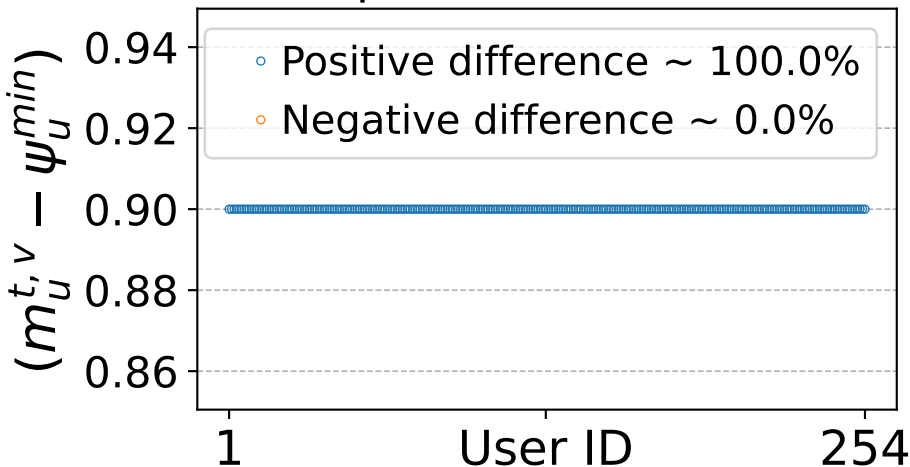 Positive difference ~ 100.0%
Negative difference ~ 0.0%
(m_u^{t,v} − ψ_u^{min})
0.94
0.92
0.90
0.88
0.86
1 User ID 254